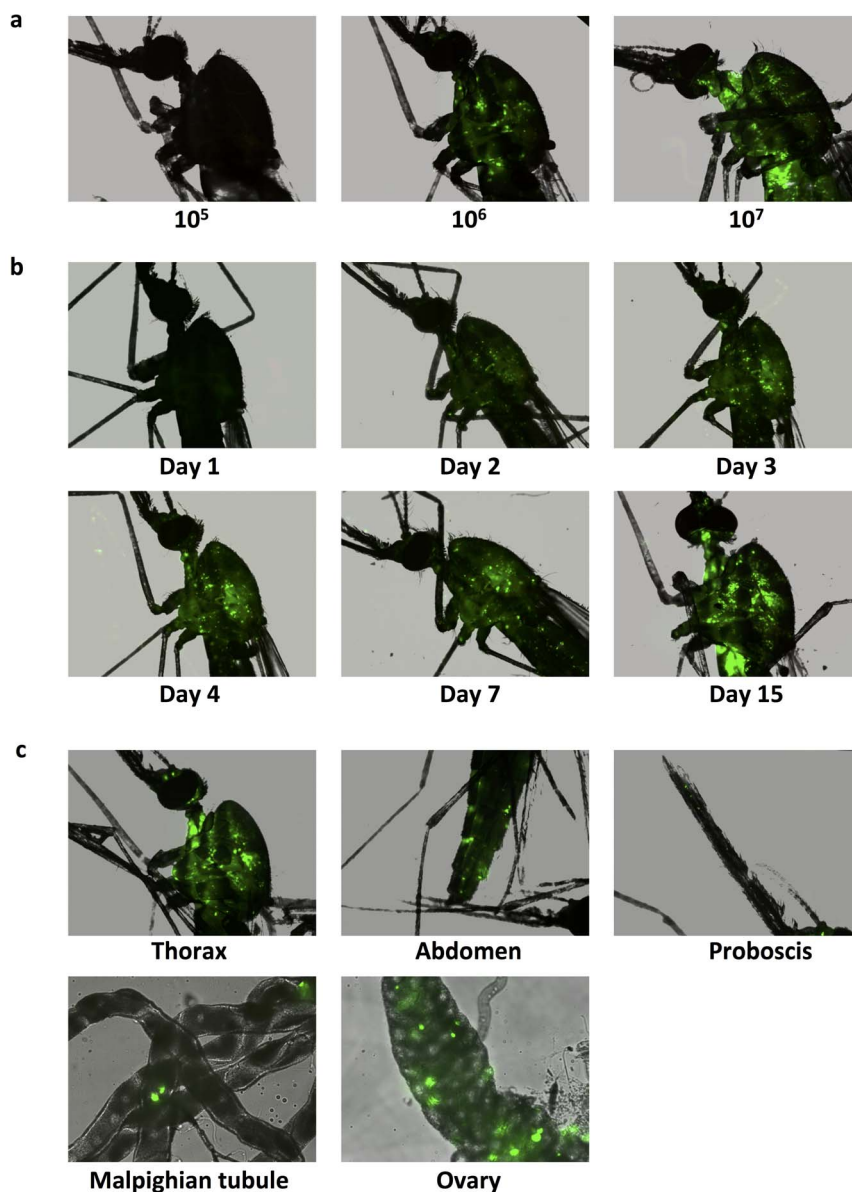 a
10⁵ 10⁶ 10⁷
b
Day 1 Day 2 Day 3
Day 4 Day 7 Day 15
c
Thorax Abdomen Proboscis
Malpighian tubule Ovary